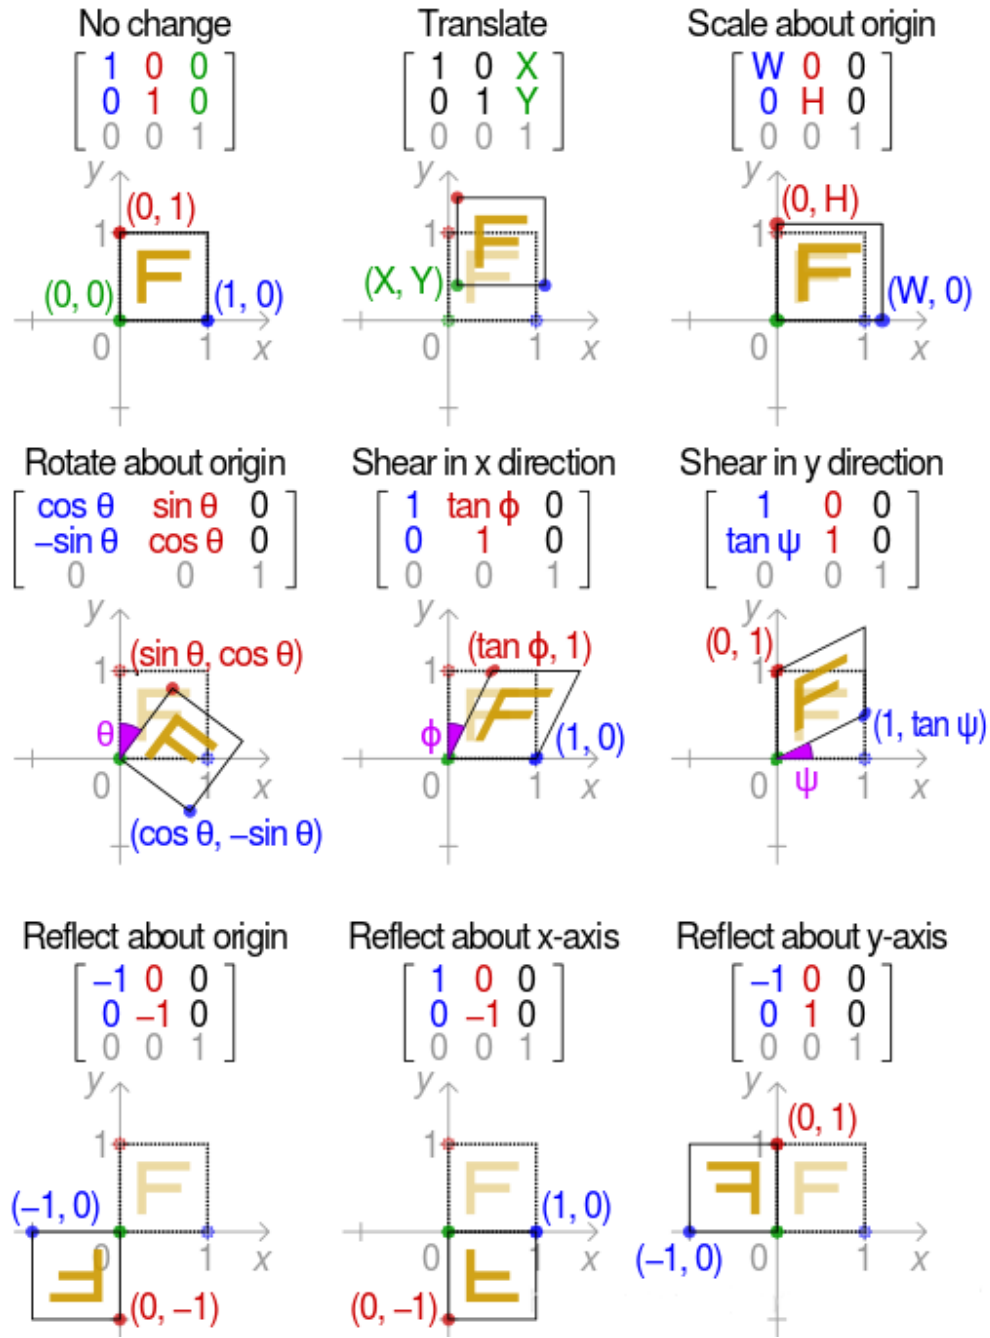 No change
1 0 0
0 1 0
0 0 1
y
(0, 1)
1
F
(0, 0)
(1, 0)
0
1
x
Translate
1 0 X
0 1 Y
0 0 1
y
1
F
F
(X, Y)
0
1
x
Scale about origin
W 0 0
0 H 0
0 0 1
y
(0, H)
1
F
F
(W, 0)
0
1
x
Rotate about origin
cos θ sin θ 0
−sin θ cos θ 0
0 0 1
y
(sin θ, cos θ)
1
F
F
θ
0
1
x
(cos θ, −sin θ)
Shear in x direction
1 tan ϕ 0
0 1 0
0 0 1
y
(tan ϕ, 1)
1
F
F
ϕ
(1, 0)
0
1
x
Shear in y direction
1 0 0
tan ψ 1 0
0 0 1
y
(0, 1)
1
F
F
(1, tan ψ)
0
ψ
1
x
Reflect about origin
−1 0 0
0 −1 0
0 0 1
y
1
F
(−1, 0)
0
1
x
F
(0, −1)
Reflect about x-axis
1 0 0
0 −1 0
0 0 1
y
1
F
(1, 0)
0
1
x
F
(0, −1)
Reflect about y-axis
−1 0 0
0 1 0
0 0 1
y
(0, 1)
1
F
F
(−1, 0)
0
1
x